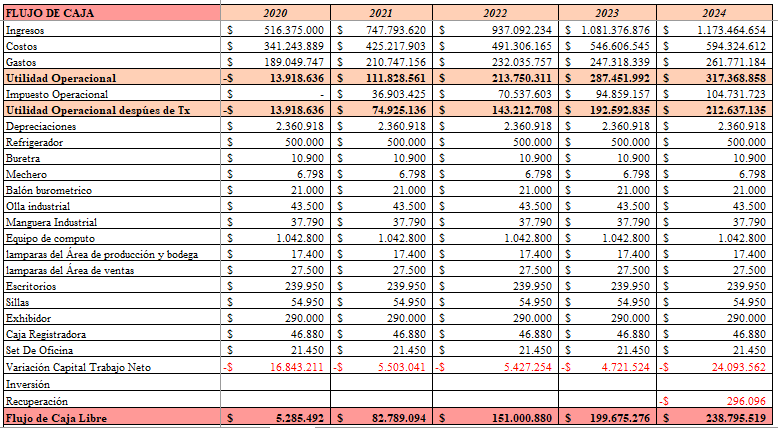 FLUJO DE CAJA 2020 2021 2022 2023 2024
Ingresos $ 516.375.000 $ 747.793.620 $ 937.092.234 $ 1.081.376.876 $ 1.173.464.654
Costos $ 341.243.889 $ 425.217.903 $ 491.306.165 $ 546.606.545 $ 594.324.612
Gastos $ 189.049.747 $ 210.747.156 $ 232.035.757 $ 247.318.339 $ 261.771.184
Utilidad Operacional -$ 13.918.636 $ 111.828.561 $ 213.750.311 $ 287.451.992 $ 317.368.858
Impuesto Operacional $ - $ 36.903.425 $ 70.537.603 $ 94.859.157 $ 104.731.723
Utilidad Operacional despúes de Tx -$ 13.918.636 $ 74.925.136 $ 143.212.708 $ 192.592.835 $ 212.637.135
Depreciaciones $ 2.360.918 $ 2.360.918 $ 2.360.918 $ 2.360.918 $ 2.360.918
Refrigerador $ 500.000 $ 500.000 $ 500.000 $ 500.000 $ 500.000
Buretra $ 10.900 $ 10.900 $ 10.900 $ 10.900 $ 10.900
Mechero $ 6.798 $ 6.798 $ 6.798 $ 6.798 $ 6.798
Balón burometrico $ 21.000 $ 21.000 $ 21.000 $ 21.000 $ 21.000
Olla industrial $ 43.500 $ 43.500 $ 43.500 $ 43.500 $ 43.500
Manguera Industrial $ 37.790 $ 37.790 $ 37.790 $ 37.790 $ 37.790
Equipo de computo $ 1.042.800 $ 1.042.800 $ 1.042.800 $ 1.042.800 $ 1.042.800
lamparas del Área de producción y bodega $ 17.400 $ 17.400 $ 17.400 $ 17.400 $ 17.400
lamparas del Área de ventas $ 27.500 $ 27.500 $ 27.500 $ 27.500 $ 27.500
Escritorios $ 239.950 $ 239.950 $ 239.950 $ 239.950 $ 239.950
Sillas $ 54.950 $ 54.950 $ 54.950 $ 54.950 $ 54.950
Exhibidor $ 290.000 $ 290.000 $ 290.000 $ 290.000 $ 290.000
Caja Registradora $ 46.880 $ 46.880 $ 46.880 $ 46.880 $ 46.880
Set De Oficina $ 21.450 $ 21.450 $ 21.450 $ 21.450 $ 21.450
Variación Capital Trabajo Neto -$ 16.843.211 -$ 5.503.041 -$ 5.427.254 -$ 4.721.524 -$ 24.093.562
Inversión
Recuperación -$ 296.096
Flujo de Caja Libre $ 5.285.492 $ 82.789.094 $ 151.000.880 $ 199.675.276 $ 238.795.519